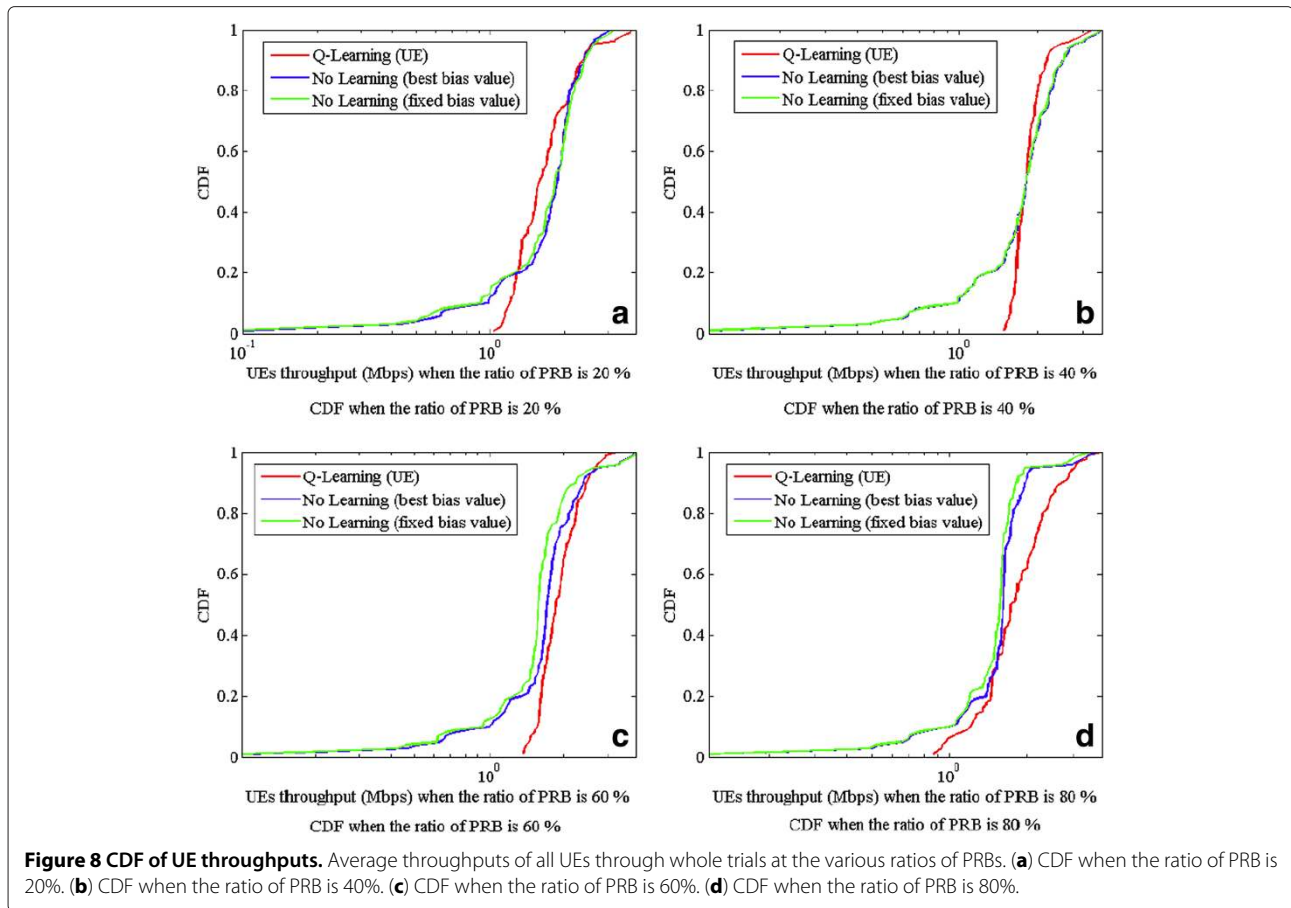 1
0.8
0.6
0.4
0.2
0
CDF
Q-Learning (UE)
No Learning (best bias value)
No Learning (fixed bias value)
a
10^-1
10^0
UEs throughput (Mbps) when the ratio of PRB is 20 %
CDF when the ratio of PRB is 20 %
1
0.8
0.6
0.4
0.2
0
CDF
Q-Learning (UE)
No Learning (best bias value)
No Learning (fixed bias value)
b
10^0
UEs throughput (Mbps) when the ratio of PRB is 40 %
CDF when the ratio of PRB is 40 %
1
0.8
0.6
0.4
0.2
0
CDF
Q-Learning (UE)
No Learning (best bias value)
No Learning (fixed bias value)
c
10^0
UEs throughput (Mbps) when the ratio of PRB is 60 %
CDF when the ratio of PRB is 60 %
1
0.8
0.6
0.4
0.2
0
CDF
Q-Learning (UE)
No Learning (best bias value)
No Learning (fixed bias value)
d
10^0
UEs throughput (Mbps) when the ratio of PRB is 80 %
CDF when the ratio of PRB is 80 %
Figure 8 CDF of UE throughputs. Average throughputs of all UEs through whole trials at the various ratios of PRBs. (a) CDF when the ratio of PRB is
20%. (b) CDF when the ratio of PRB is 40%. (c) CDF when the ratio of PRB is 60%. (d) CDF when the ratio of PRB is 80%.